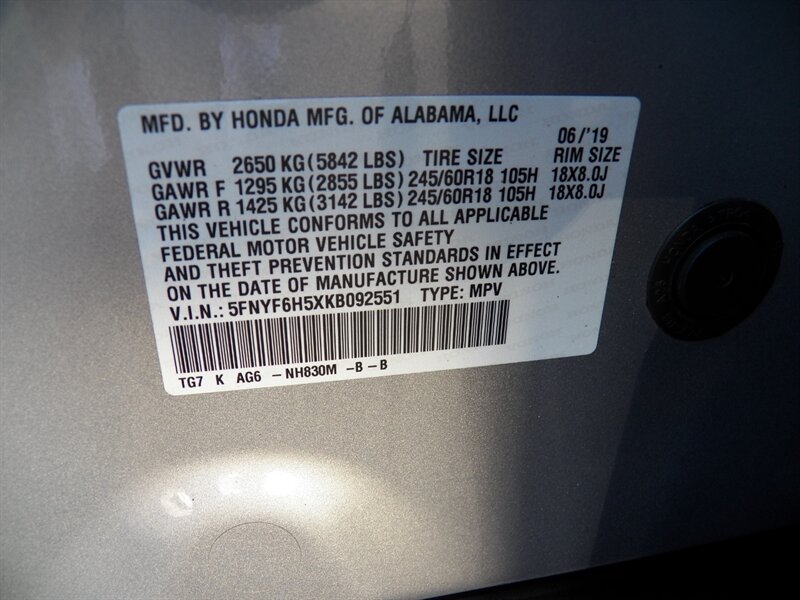 MFD. BY HONDA MFG. OF ALABAMA, LLC
06/'19
GVWR 2650 KG(5842 LBS) TIRE SIZE RIM SIZE
GAWR F 1295 KG(2855 LBS) 245/60R18 105H 18X8.0J
GAWR R 1425 KG(3142 LBS) 245/60R18 105H 18X8.0J
THIS VEHICLE CONFORMS TO ALL APPLICABLE
FEDERAL MOTOR VEHICLE SAFETY
AND THEFT PREVENTION STANDARDS IN EFFECT
ON THE DATE OF MANUFACTURE SHOWN ABOVE.
V.I.N.: 5FNYF6H5XKB092551 TYPE: MPV
TG7 K AG6 -NH830M -B-B